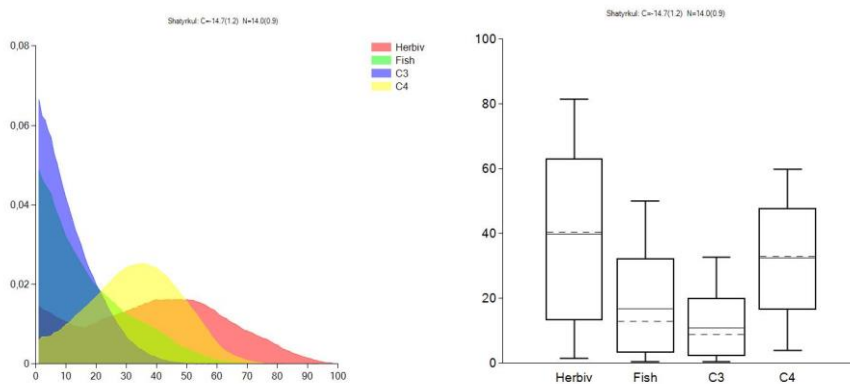 Shatyrkul: C=-14.7(1.2) N=14.0(0.9)
0,08
0,06
0,04
0,02
0
0 10 20 30 40 50 60 70 80 90 100
Herbiv
Fish
C3
C4
Shatyrkul: C=-14.7(1.2) N=14.0(0.9)
100
80
60
40
20
0
Herbiv Fish C3 C4